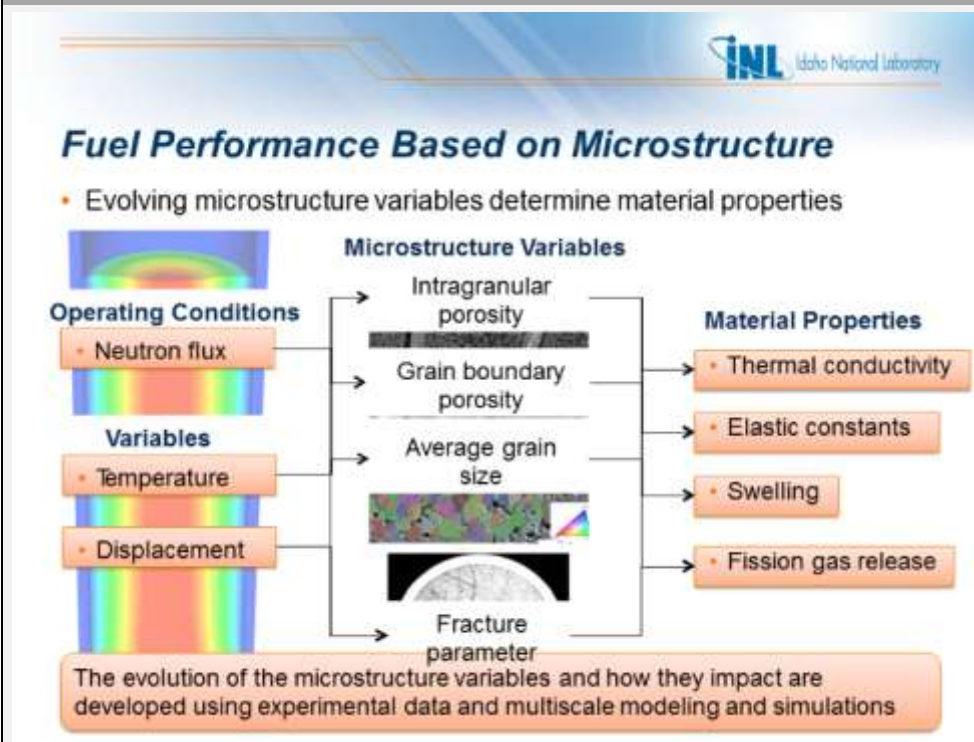 INL Idaho National Laboratory
Fuel Performance Based on Microstructure
• Evolving microstructure variables determine material properties
Microstructure Variables
Operating Conditions
• Neutron flux
Variables
• Temperature
• Displacement
Intragranular
porosity
Grain boundary
porosity
Average grain
size
Fracture
parameter
Material Properties
• Thermal conductivity
• Elastic constants
• Swelling
• Fission gas release
The evolution of the microstructure variables and how they impact are
developed using experimental data and multiscale modeling and simulations